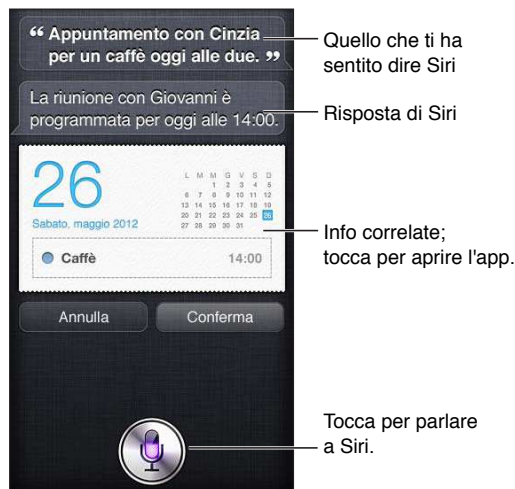 “ Appuntamento con Cinzia
per un caffè oggi alle due. ”
Quello che ti ha
sentito dire Siri
La riunione con Giovanni è
programmata per oggi alle 14:00.
Risposta di Siri
26
Sabato, maggio 2012
L M M G V S D
1 2 3 4 5
6 7 8 9 10 11 12
13 14 15 16 17 18 19
20 21 22 23 24 25 26
27 28 29 30 31
Caffè 14:00
Info correlate;
tocca per aprire l'app.
Annulla Conferma
Tocca per parlare
a Siri.